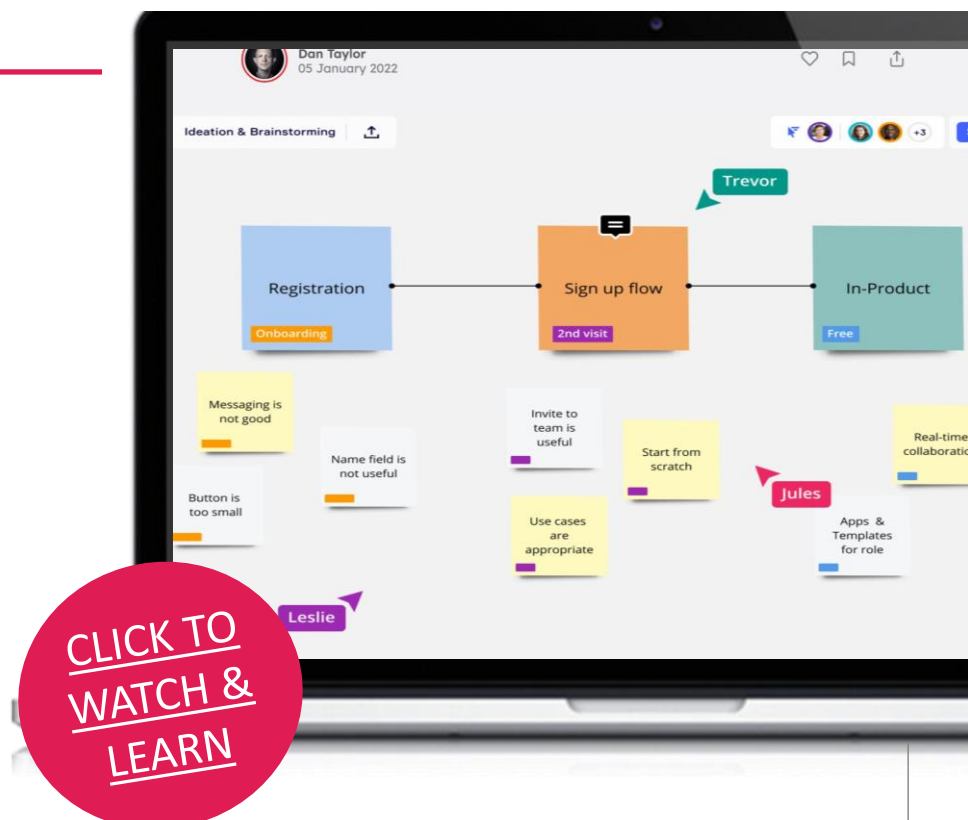 Dan Taylor
05 January 2022
Ideation & Brainstorming
+3
Trevor
Registration
Onboarding
Sign up flow
2nd visit
In-Product
Free
Messaging is
not good
Name field is
not useful
Button is
too small
Invite to
team is
useful
Start from
scratch
Use cases
are
appropriate
Real-time
Jules
Apps &
Templates
for role
Leslie
CLICK TO
WATCH &
LEARN